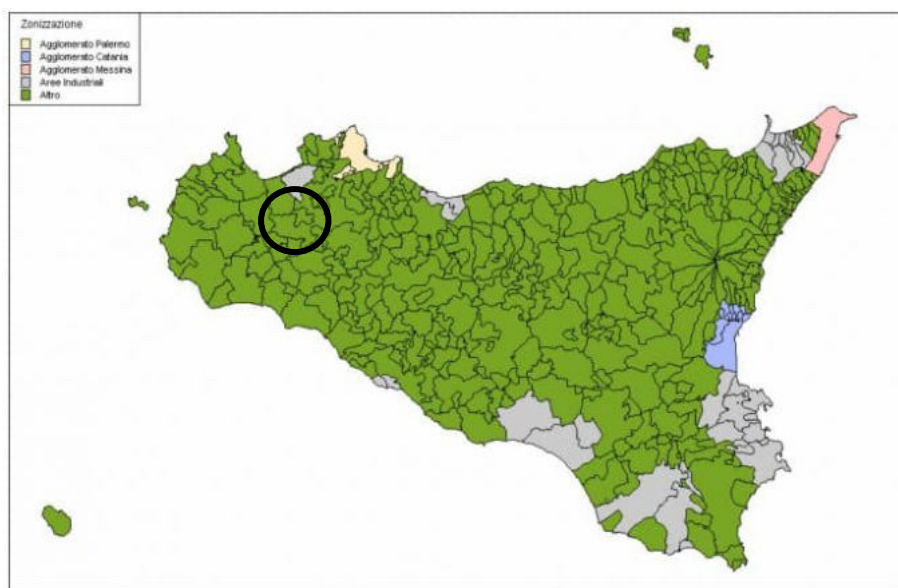 Zonizzazione
Agglomerato Palermo
Agglomerato Catania
Agglomerato Messina
Aree Industriali
Altro